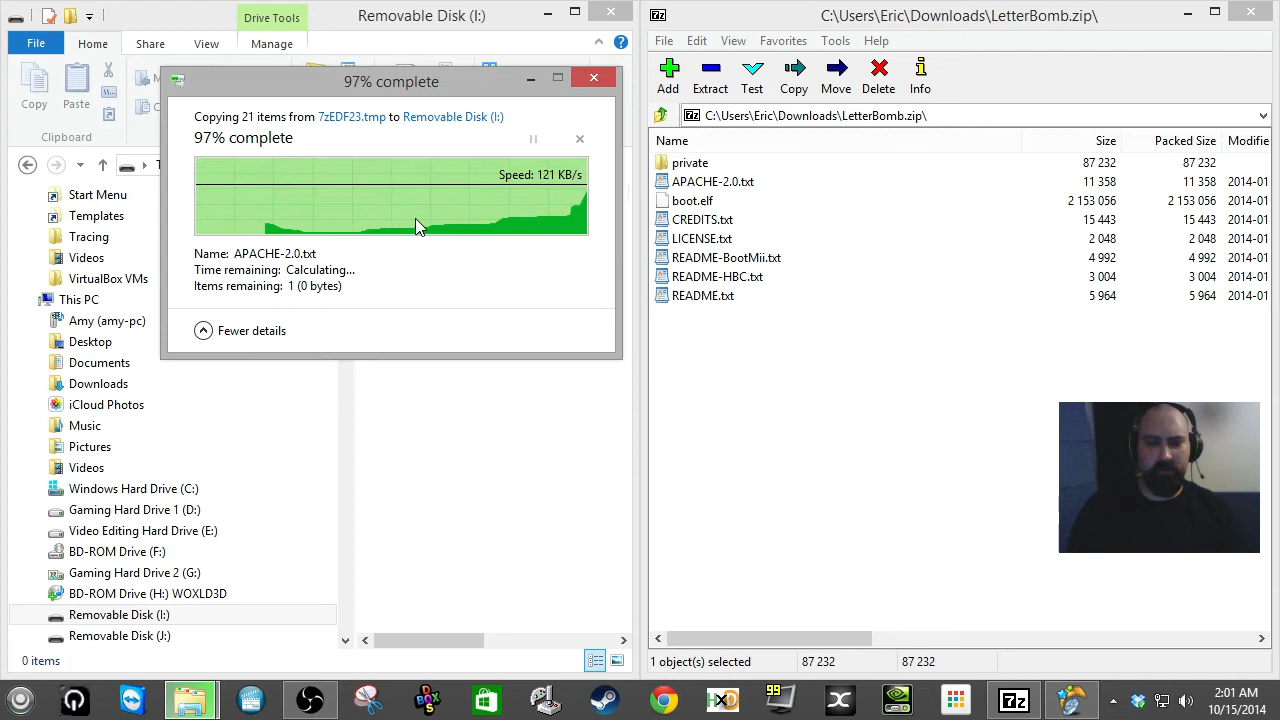 Drive Tools
Removable Disk (I:)
File
Home
Share
View
Manage
Copy
Paste
Clipboard
97% complete
Copying 21 items from 7zEDF23.tmp to Removable Disk (I:)
97% complete
Speed: 121 KB/s
Name: APACHE-2.0.txt
Time remaining: Calculating...
Items remaining: 1 (0 bytes)
Fewer details
Start Menu
Templates
Tracing
Videos
VirtualBox VMs
This PC
Amy (amy-pc)
Desktop
Documents
Downloads
iCloud Photos
Music
Pictures
Videos
Windows Hard Drive (C:)
Gaming Hard Drive 1 (D:)
Video Editing Hard Drive (E:)
BD-ROM Drive (F:)
Gaming Hard Drive 2 (G:)
BD-ROM Drive (H:) WOXLD3D
Removable Disk (I:)
Removable Disk (J:)
0 items
7z
C:\Users\Eric\Downloads\LetterBomb.zip\
File Edit View Favorites Tools Help
Add Extract Test Copy Move Delete Info
7z C:\Users\Eric\Downloads\LetterBomb.zip\
Name Size Packed Size Modifie
private 87 232 87 232
APACHE-2.0.txt 11 358 11 358 2014-01
boot.elf 2 153 056 2 153 056 2014-01
CREDITS.txt 15 443 15 443 2014-01
LICENSE.txt 2 048 2 048 2014-01
README-BootMii.txt 4 992 4 992 2014-01
README-HBC.txt 3 004 3 004 2014-01
README.txt 5 964 5 964 2014-01
1 object(s) selected 87 232 87 232
7z
99
2:01 AM
10/15/2014